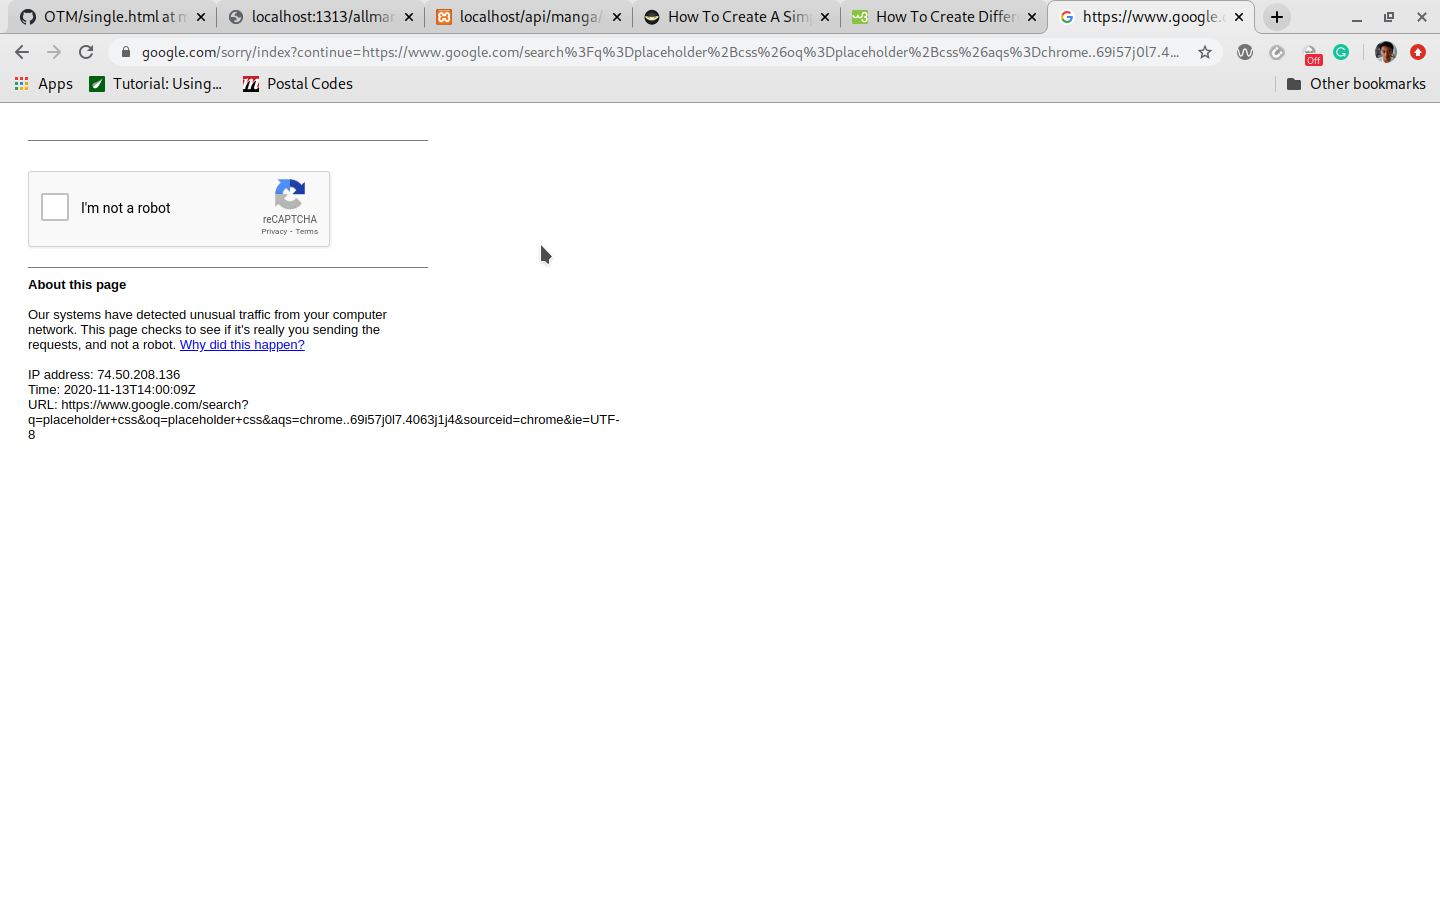 OTM/single.html at m
localhost:1313/allmar
localhost/api/manga/
How To Create A Simp
How To Create Differ
https://www.google.c
google.com/sorry/index?continue=https://www.google.com/search%3Fq%3Dplaceholder%2Bcss%26oq%3Dplaceholder%2Bcss%26aqs%3Dchrome..69i57j0l7.4...
Off
Apps
Tutorial: Using...
Postal Codes
Other bookmarks
I'm not a robot
reCAPTCHA
Privacy - Terms
About this page
Our systems have detected unusual traffic from your computer
network. This page checks to see if it's really you sending the
requests, and not a robot. Why did this happen?
IP address: 74.50.208.136
Time: 2020-11-13T14:00:09Z
URL: https://www.google.com/search?
q=placeholder+css&oq=placeholder+css&aqs=chrome..69i57j0l7.4063j1j4&sourceid=chrome&ie=UTF-
8